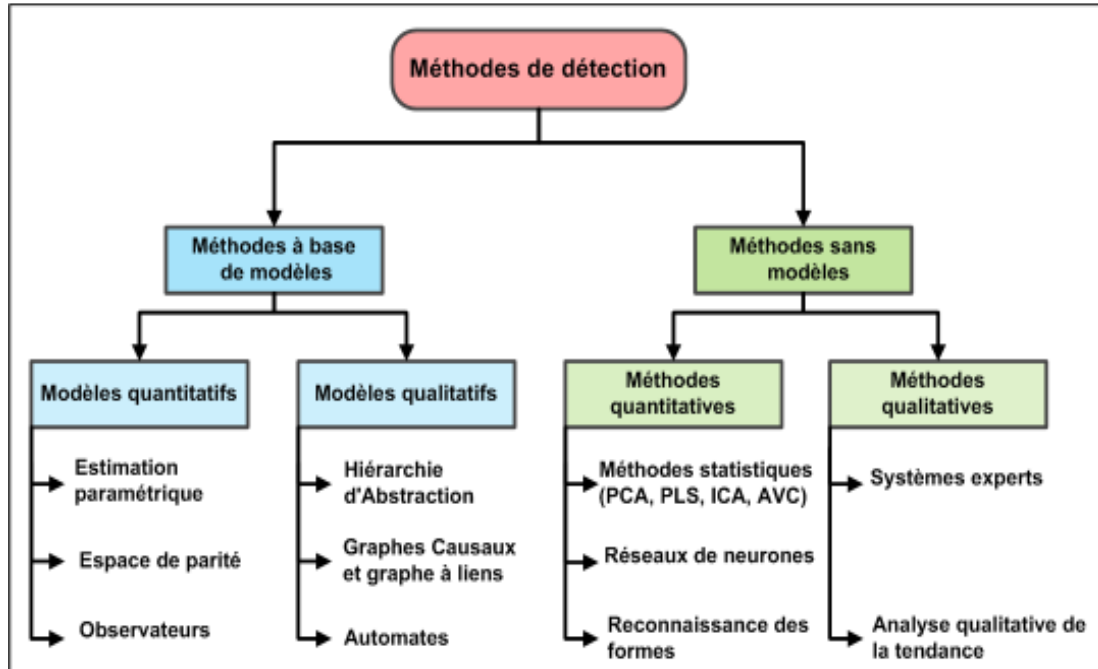 Méthodes de détection
Méthodes à base
de modèles
Méthodes sans
modèles
Modèles quantitatifs
Modèles qualitatifs
Méthodes
quantitatives
Méthodes
qualitatives
Estimation
paramétrique
Espace de parité
Observateurs
Hiérarchie
d'Abstraction
Graphes Causaux
et graphe à liens
Automates
Méthodes statistiques
(PCA, PLS, ICA, AVC)
Réseaux de neurones
Reconnaissance des
formes
Systèmes experts
Analyse qualitative de
la tendance